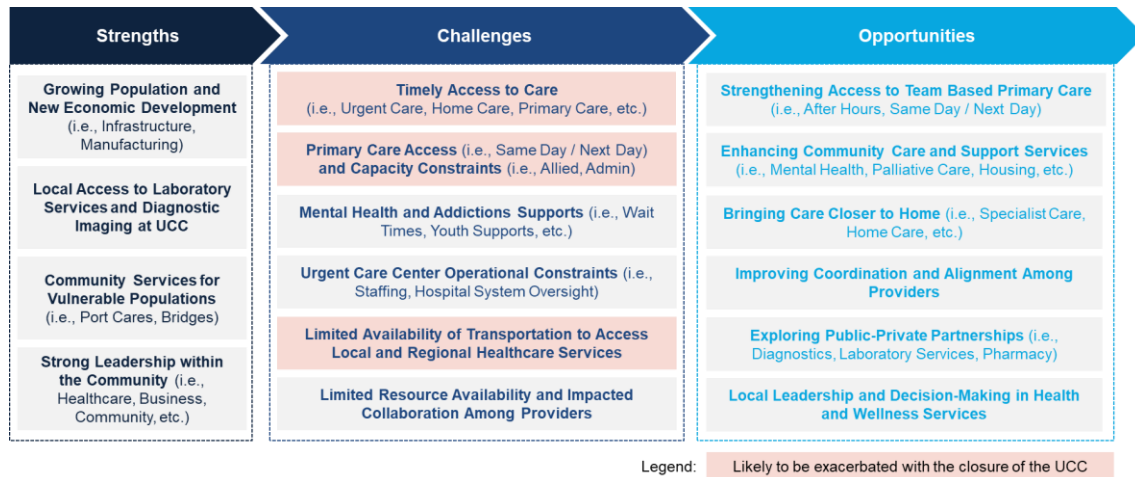 Strengths
Growing Population and
New Economic Development
(i.e., Infrastructure,
Manufacturing)
Local Access to Laboratory
Services and Diagnostic
Imaging at UCC
Community Services for
Vulnerable Populations
(i.e., Port Cares, Bridges)
Strong Leadership within
the Community (i.e.,
Healthcare, Business,
Community, etc.)
Challenges
Timely Access to Care
(i.e., Urgent Care, Home Care, Primary Care, etc.)
Primary Care Access (i.e., Same Day / Next Day)
and Capacity Constraints (i.e., Allied, Admin)
Mental Health and Addictions Supports (i.e., Wait
Times, Youth Supports, etc.)
Urgent Care Center Operational Constraints (i.e.,
Staffing, Hospital System Oversight)
Limited Availability of Transportation to Access
Local and Regional Healthcare Services
Limited Resource Availability and Impacted
Collaboration Among Providers
Opportunities
Strengthening Access to Team Based Primary Care
(i.e., After Hours, Same Day / Next Day)
Enhancing Community Care and Support Services
(i.e., Mental Health, Palliative Care, Housing, etc.)
Bringing Care Closer to Home (i.e., Specialist Care,
Home Care, etc.)
Improving Coordination and Alignment Among
Providers
Exploring Public-Private Partnerships (i.e.,
Diagnostics, Laboratory Services, Pharmacy)
Local Leadership and Decision-Making in Health
and Wellness Services
Legend:
Likely to be exacerbated with the closure of the UCC